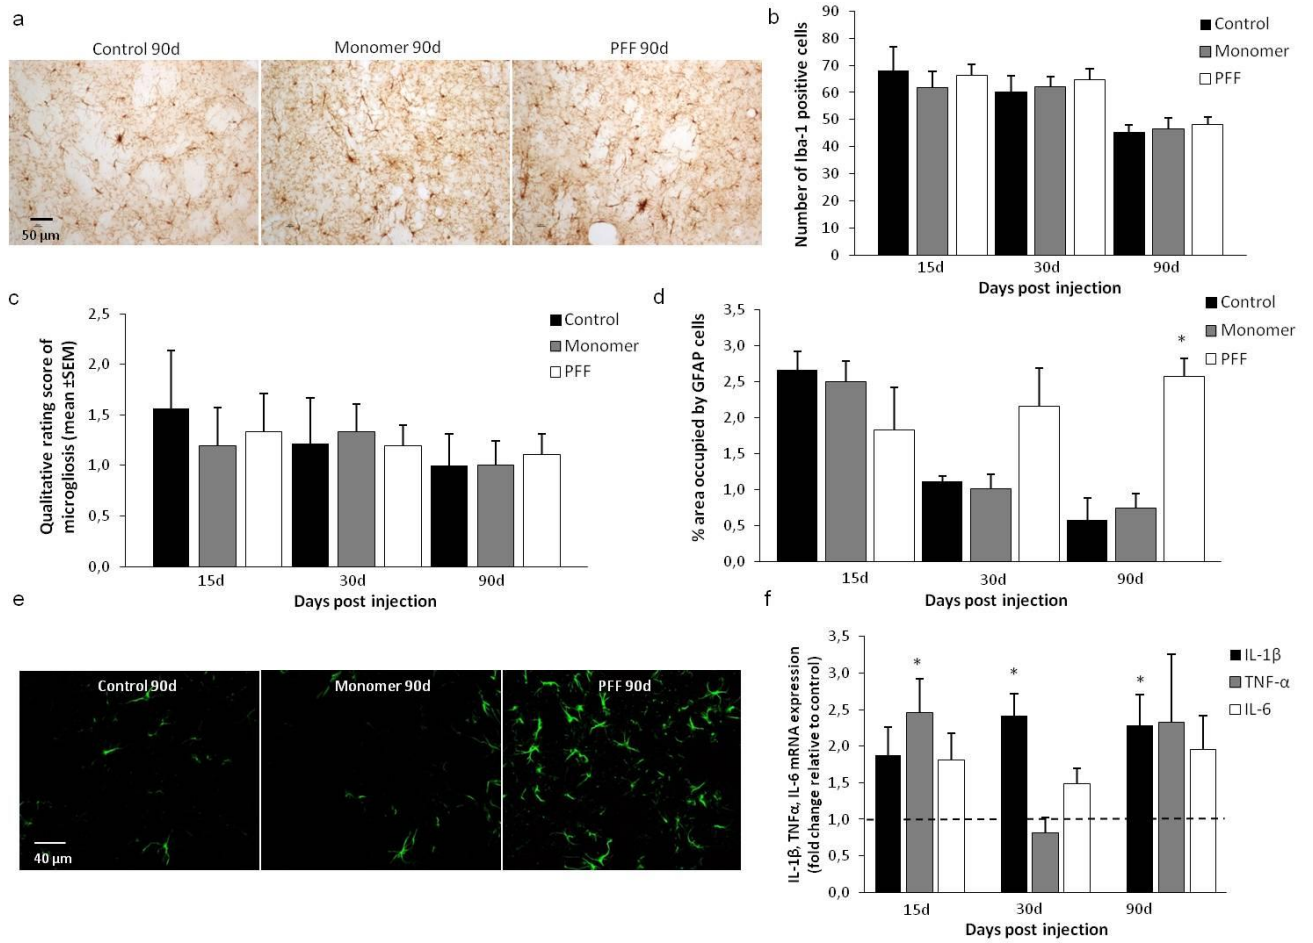 a
Control 90d
Monomer 90d
PFF 90d
50 µm
b
Number of Iba-1 positive cells
90
80
70
60
50
40
30
20
10
0
15d
30d
90d
Days post injection
Control
Monomer
PFF
c
Qualitative rating score of
microgliosis (mean ±SEM)
2,5
2,0
1,5
1,0
0,5
0,0
15d
30d
90d
Days post injection
Control
Monomer
PFF
d
% area occupied by GFAP cells
3,5
3,0
2,5
2,0
1,5
1,0
0,5
0,0
*
15d
30d
90d
Days post injection
Control
Monomer
PFF
e
Control 90d
Monomer 90d
PFF 90d
40 µm
f
IL-1β, TNFα, IL-6 mRNA expression
(fold change relative to control)
3,5
3,0
2,5
2,0
1,5
1,0
0,5
0,0
*
*
*
15d
30d
90d
Days post injection
IL-1β
TNF-α
IL-6